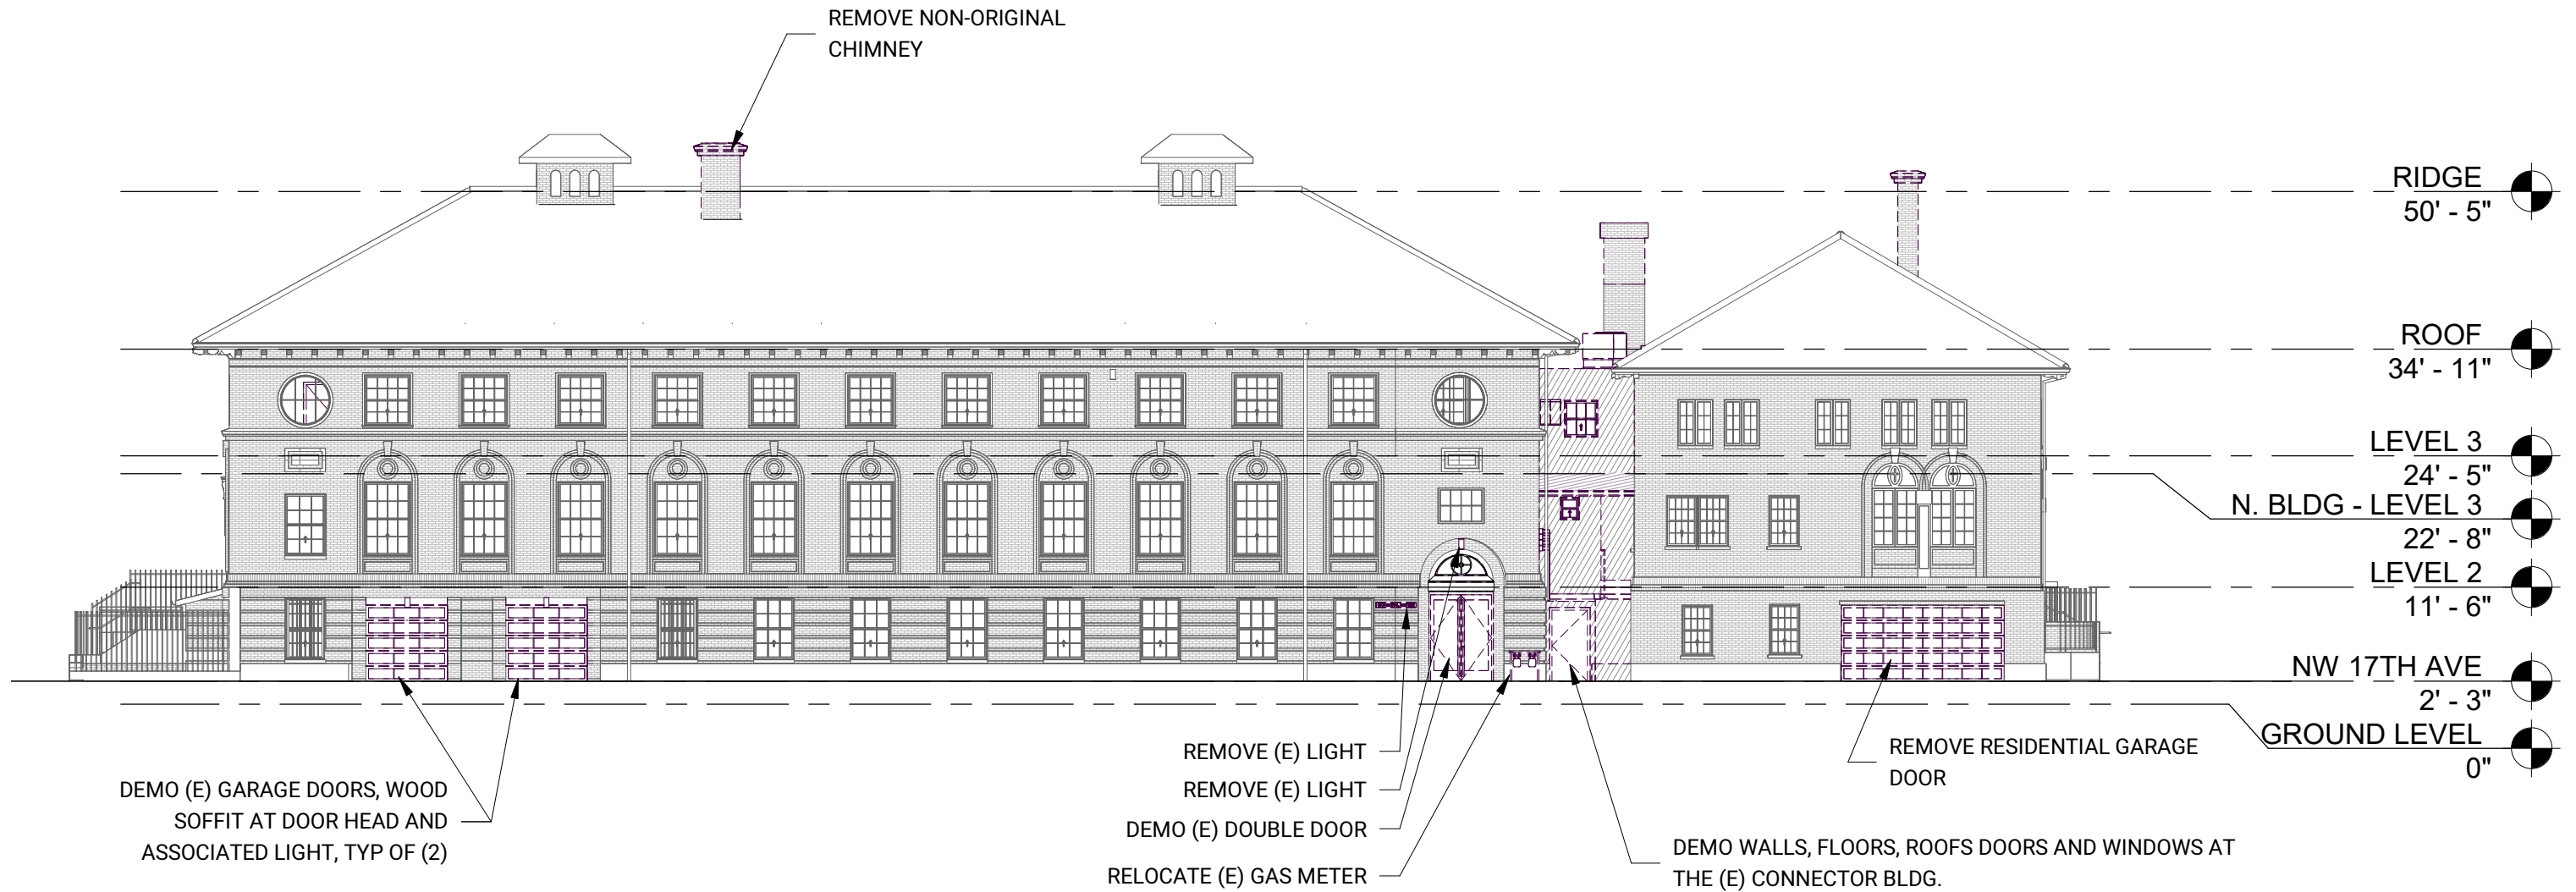 REMOVE NON-ORIGINAL
CHIMNEY
RIDGE
50' - 5"
ROOF
34' - 11"
LEVEL 3
24' - 5"
N. BLDG - LEVEL 3
22' - 8"
LEVEL 2
11' - 6"
NW 17TH AVE
2' - 3"
GROUND LEVEL
0"
DEMO (E) GARAGE DOORS, WOOD
SOFFIT AT DOOR HEAD AND
ASSOCIATED LIGHT, TYP OF (2)
REMOVE (E) LIGHT
REMOVE (E) LIGHT
DEMO (E) DOUBLE DOOR
RELOCATE (E) GAS METER
REMOVE RESIDENTIAL GARAGE
DOOR
DEMO WALLS, FLOORS, ROOFS DOORS AND WINDOWS AT
THE (E) CONNECTOR BLDG.